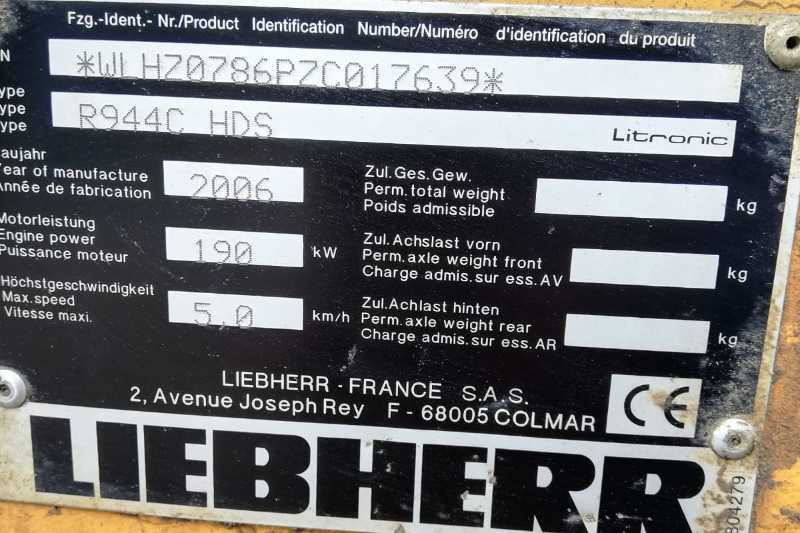 Fzg.-Ident.- Nr./Product Identification Number/Numéro d'identification du produit
*WLHZ0786PZC017639*
R944C HDS Litronic
Year of manufacture
Année de fabrication
2006
Motorleistung
Engine power
Puissance moteur
190 kW
Höchstgeschwindigkeit
Max.speed
Vitesse maxi.
5,0 km/h
Zul.Ges.Gew.
Perm.total weight
Poids admissible
kg
Zul.Achslast vorn
Perm.axle weight front
Charge admis.sur ess.AV
kg
Zul.Achlast hinten
Perm.axle weight rear
Charge admis.sur ess.AR
kg
LIEBHERR - FRANCE S.A.S.
2, Avenue Joseph Rey F - 68005 COLMAR
CE
LIEBHERR
804279